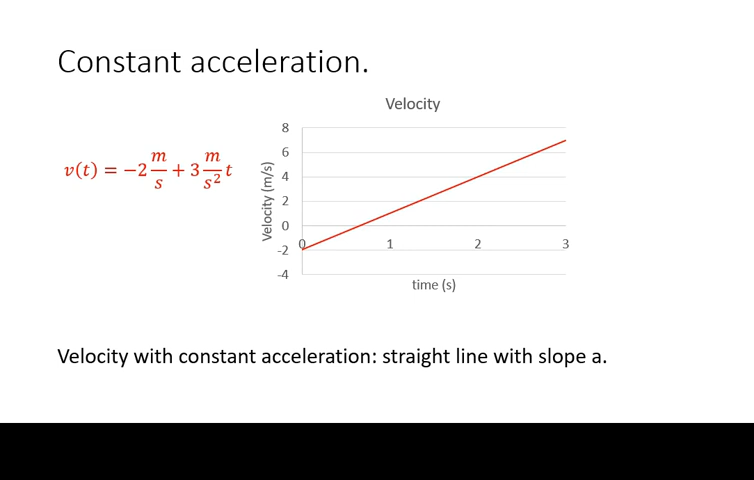 Constant acceleration.
Velocity
v(t) = −2 m/s + 3 m/s² t
Velocity (m/s)
8
6
4
2
0
-2
-4
0 1 2 3
time (s)
Velocity with constant acceleration: straight line with slope a.